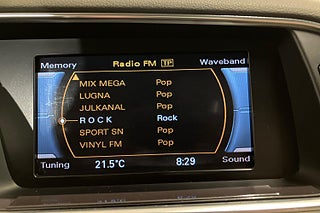 Memory Radio FM TP Waveband
MIX MEGA Pop
LUGNA Pop
JULKANAL Pop
R O C K Rock
SPORT SN Pop
VINYL FM Pop
Tuning 21.5°C 8:29 Sound